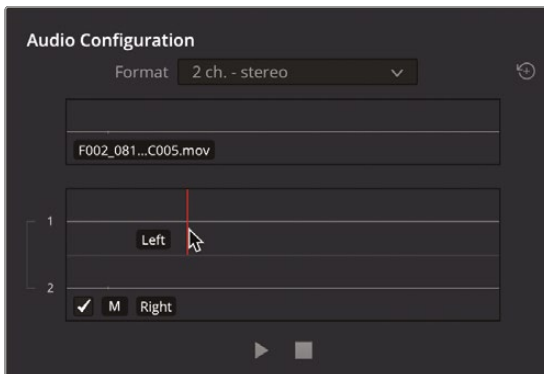 Audio Configuration
Format 2 ch. - stereo
F002_081...C005.mov
1
Left
2
M Right